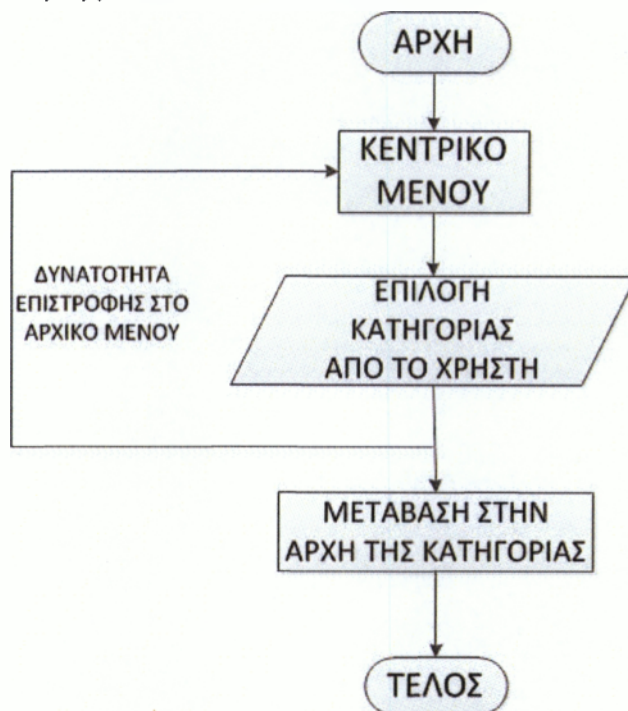 ΑΡΧΗ
ΚΕΝΤΡΙΚΟ
ΜΕΝΟΥ
ΔΥΝΑΤΟΤΗΤΑ
ΕΠΙΣΤΡΟΦΗΣ ΣΤΟ
ΑΡΧΙΚΟ ΜΕΝΟΥ
ΕΠΙΛΟΓΗ
ΚΑΤΗΓΟΡΙΑΣ
ΑΠΟ ΤΟ ΧΡΗΣΤΗ
ΜΕΤΑΒΑΣΗ ΣΤΗΝ
ΑΡΧΗ ΤΗΣ ΚΑΤΗΓΟΡΙΑΣ
ΤΕΛΟΣ